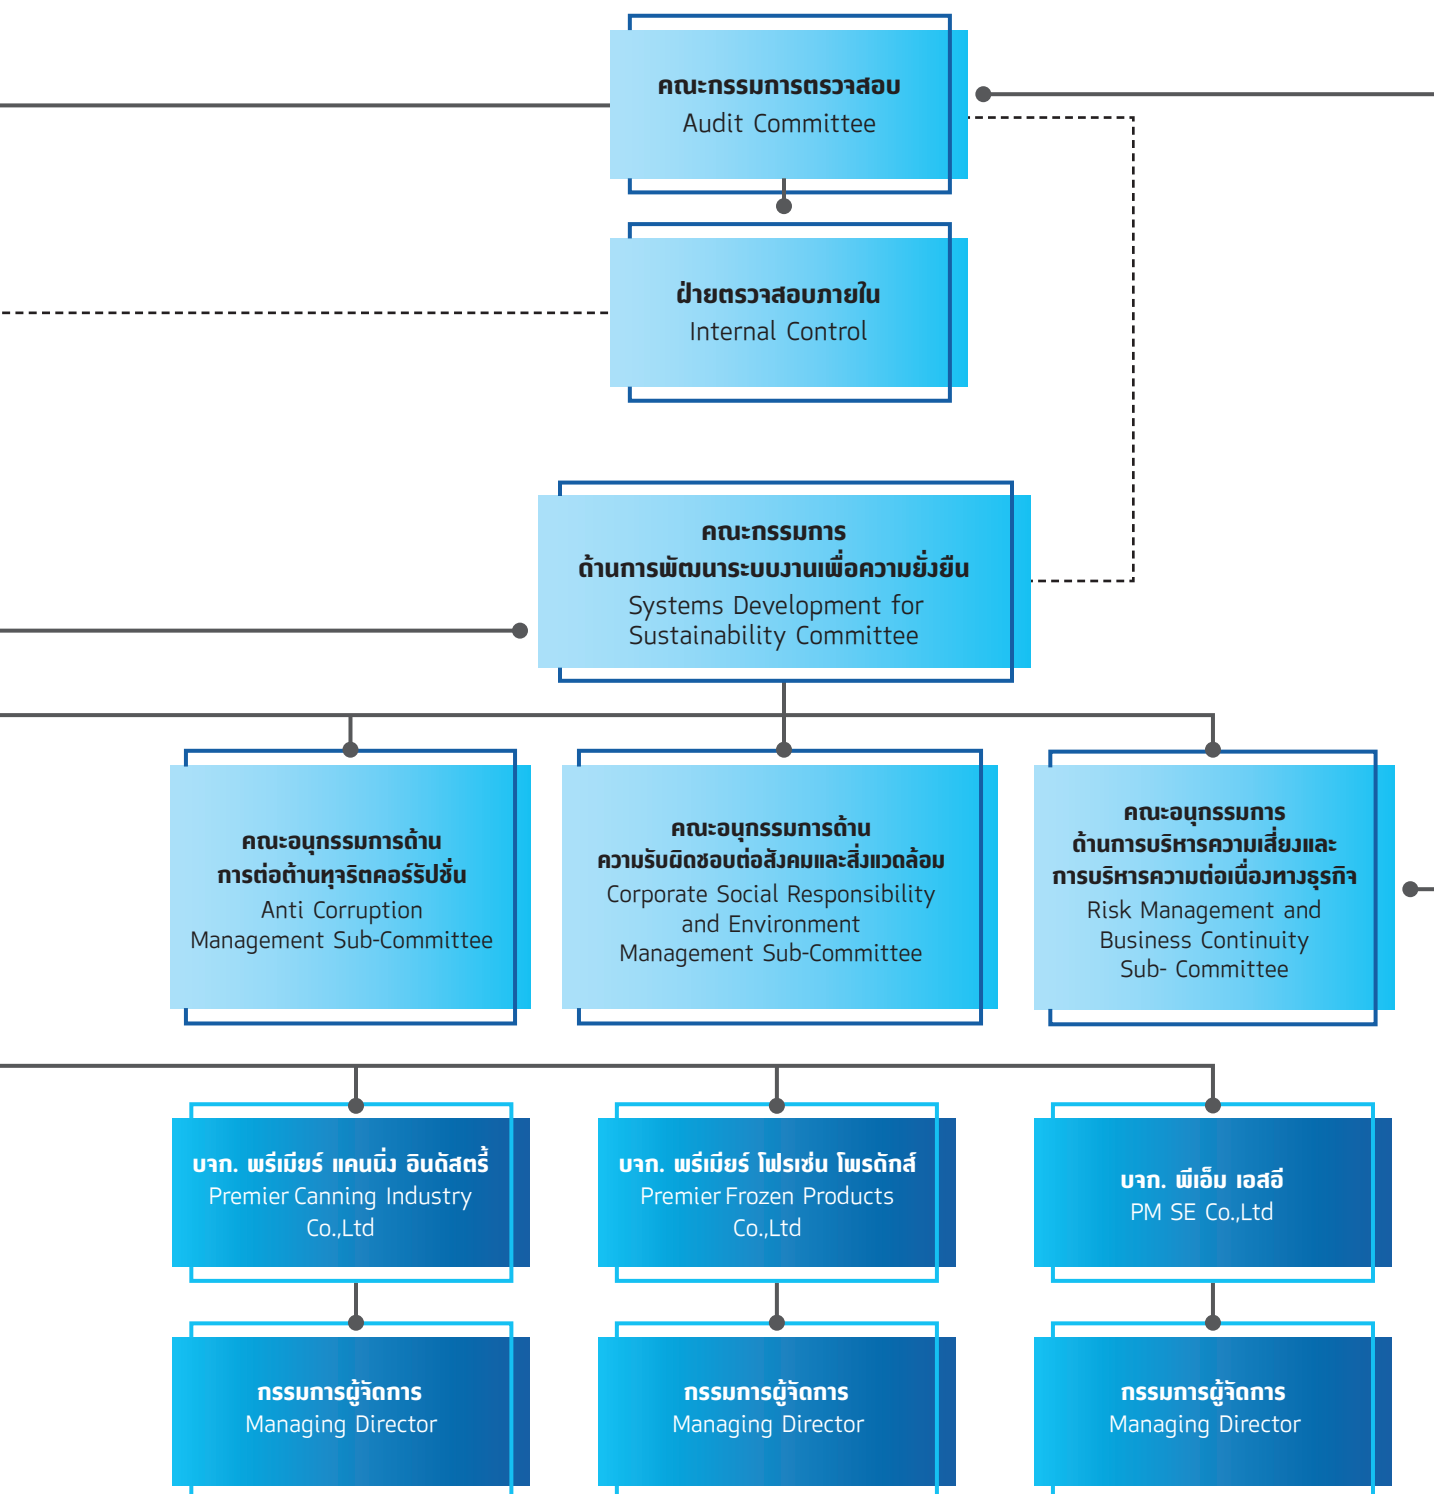 คณะกรรมการตรวจสอบ
Audit Committee
ฝ่ายตรวจสอบภายใน
Internal Control
คณะกรรมการ
ด้านการพัฒนาระบบงานเพื่อความยั่งยืน
Systems Development for
Sustainability Committee
คณะอนุกรรมการด้าน
การต่อต้านทุจริตคอร์รัปชั่น
Anti Corruption
Management Sub-Committee
คณะอนุกรรมการด้าน
ความรับผิดชอบต่อสังคมและสิ่งแวดล้อม
Corporate Social Responsibility
and Environment
Management Sub-Committee
คณะอนุกรรมการ
ด้านการบริหารความเสี่ยงและ
การบริหารความต่อเนื่องทางธุรกิจ
Risk Management and
Business Continuity
Sub- Committee
บจก. พรีเมียร์ แคนนิ่ง อินดัสตรี้
Premier Canning Industry
Co.,Ltd
บจก. พรีเมียร์ โฟรเซ่น โพรดักส์
Premier Frozen Products
Co.,Ltd
บจก. พีเอ็ม เอสอี
PM SE Co.,Ltd
กรรมการผู้จัดการ
Managing Director
กรรมการผู้จัดการ
Managing Director
กรรมการผู้จัดการ
Managing Director